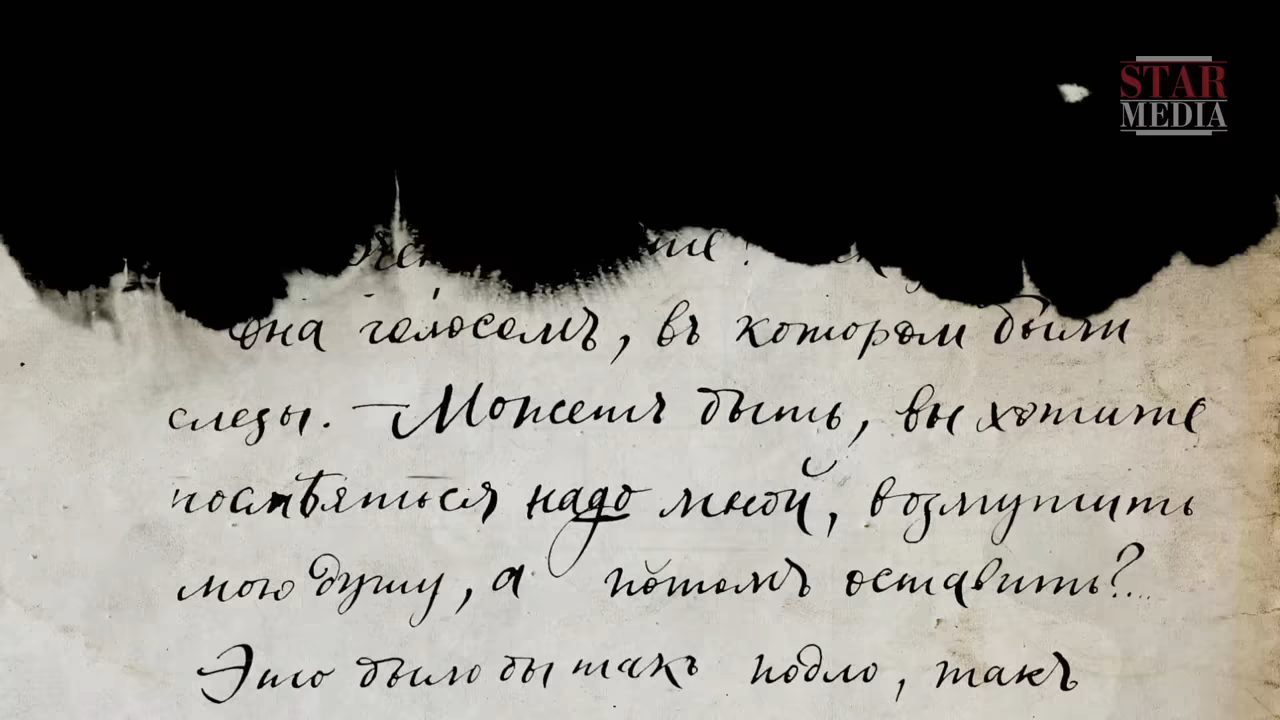 STAR
MEDIA
она голосомъ, въ котором были
слезы. — Можетъ быть, вы хотите
посмѣяться надо мной, возмутить
мою душу, а потомъ оставить?..
Это было бы такъ подло, такъ